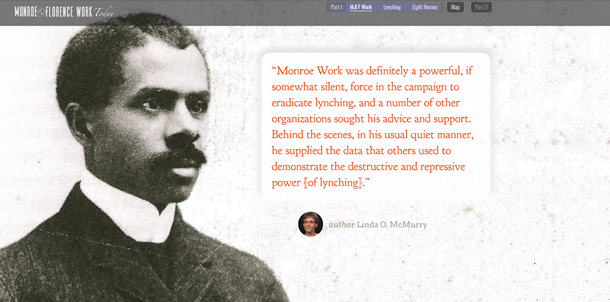 MONROE & FLORENCE WORK Today
Part I M&T Work Lynching Eight Heroes Map Part II
“Monroe Work was definitely a powerful, if
somewhat silent, force in the campaign to
eradicate lynching, and a number of other
organizations sought his advice and support.
Behind the scenes, in his usual quiet manner,
he supplied the data that others used to
demonstrate the destructive and repressive
power [of lynching].”
author Linda O. McMurry